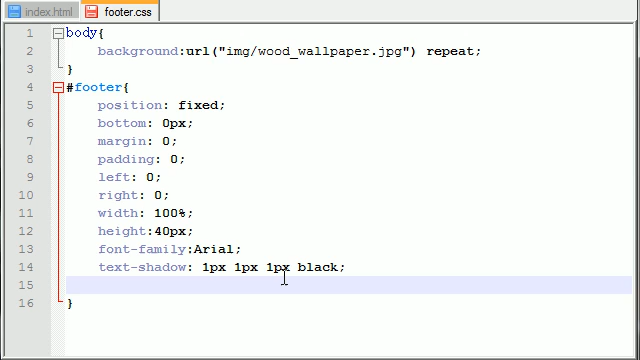 index.html footer.css
1 body{
2 background:url("img/wood_wallpaper.jpg") repeat;
3 }
4 #footer{
5 position: fixed;
6 bottom: 0px;
7 margin: 0;
8 padding: 0;
9 left: 0;
10 right: 0;
11 width: 100%;
12 height:40px;
13 font-family:Arial;
14 text-shadow: 1px 1px 1px black;
15
16 }